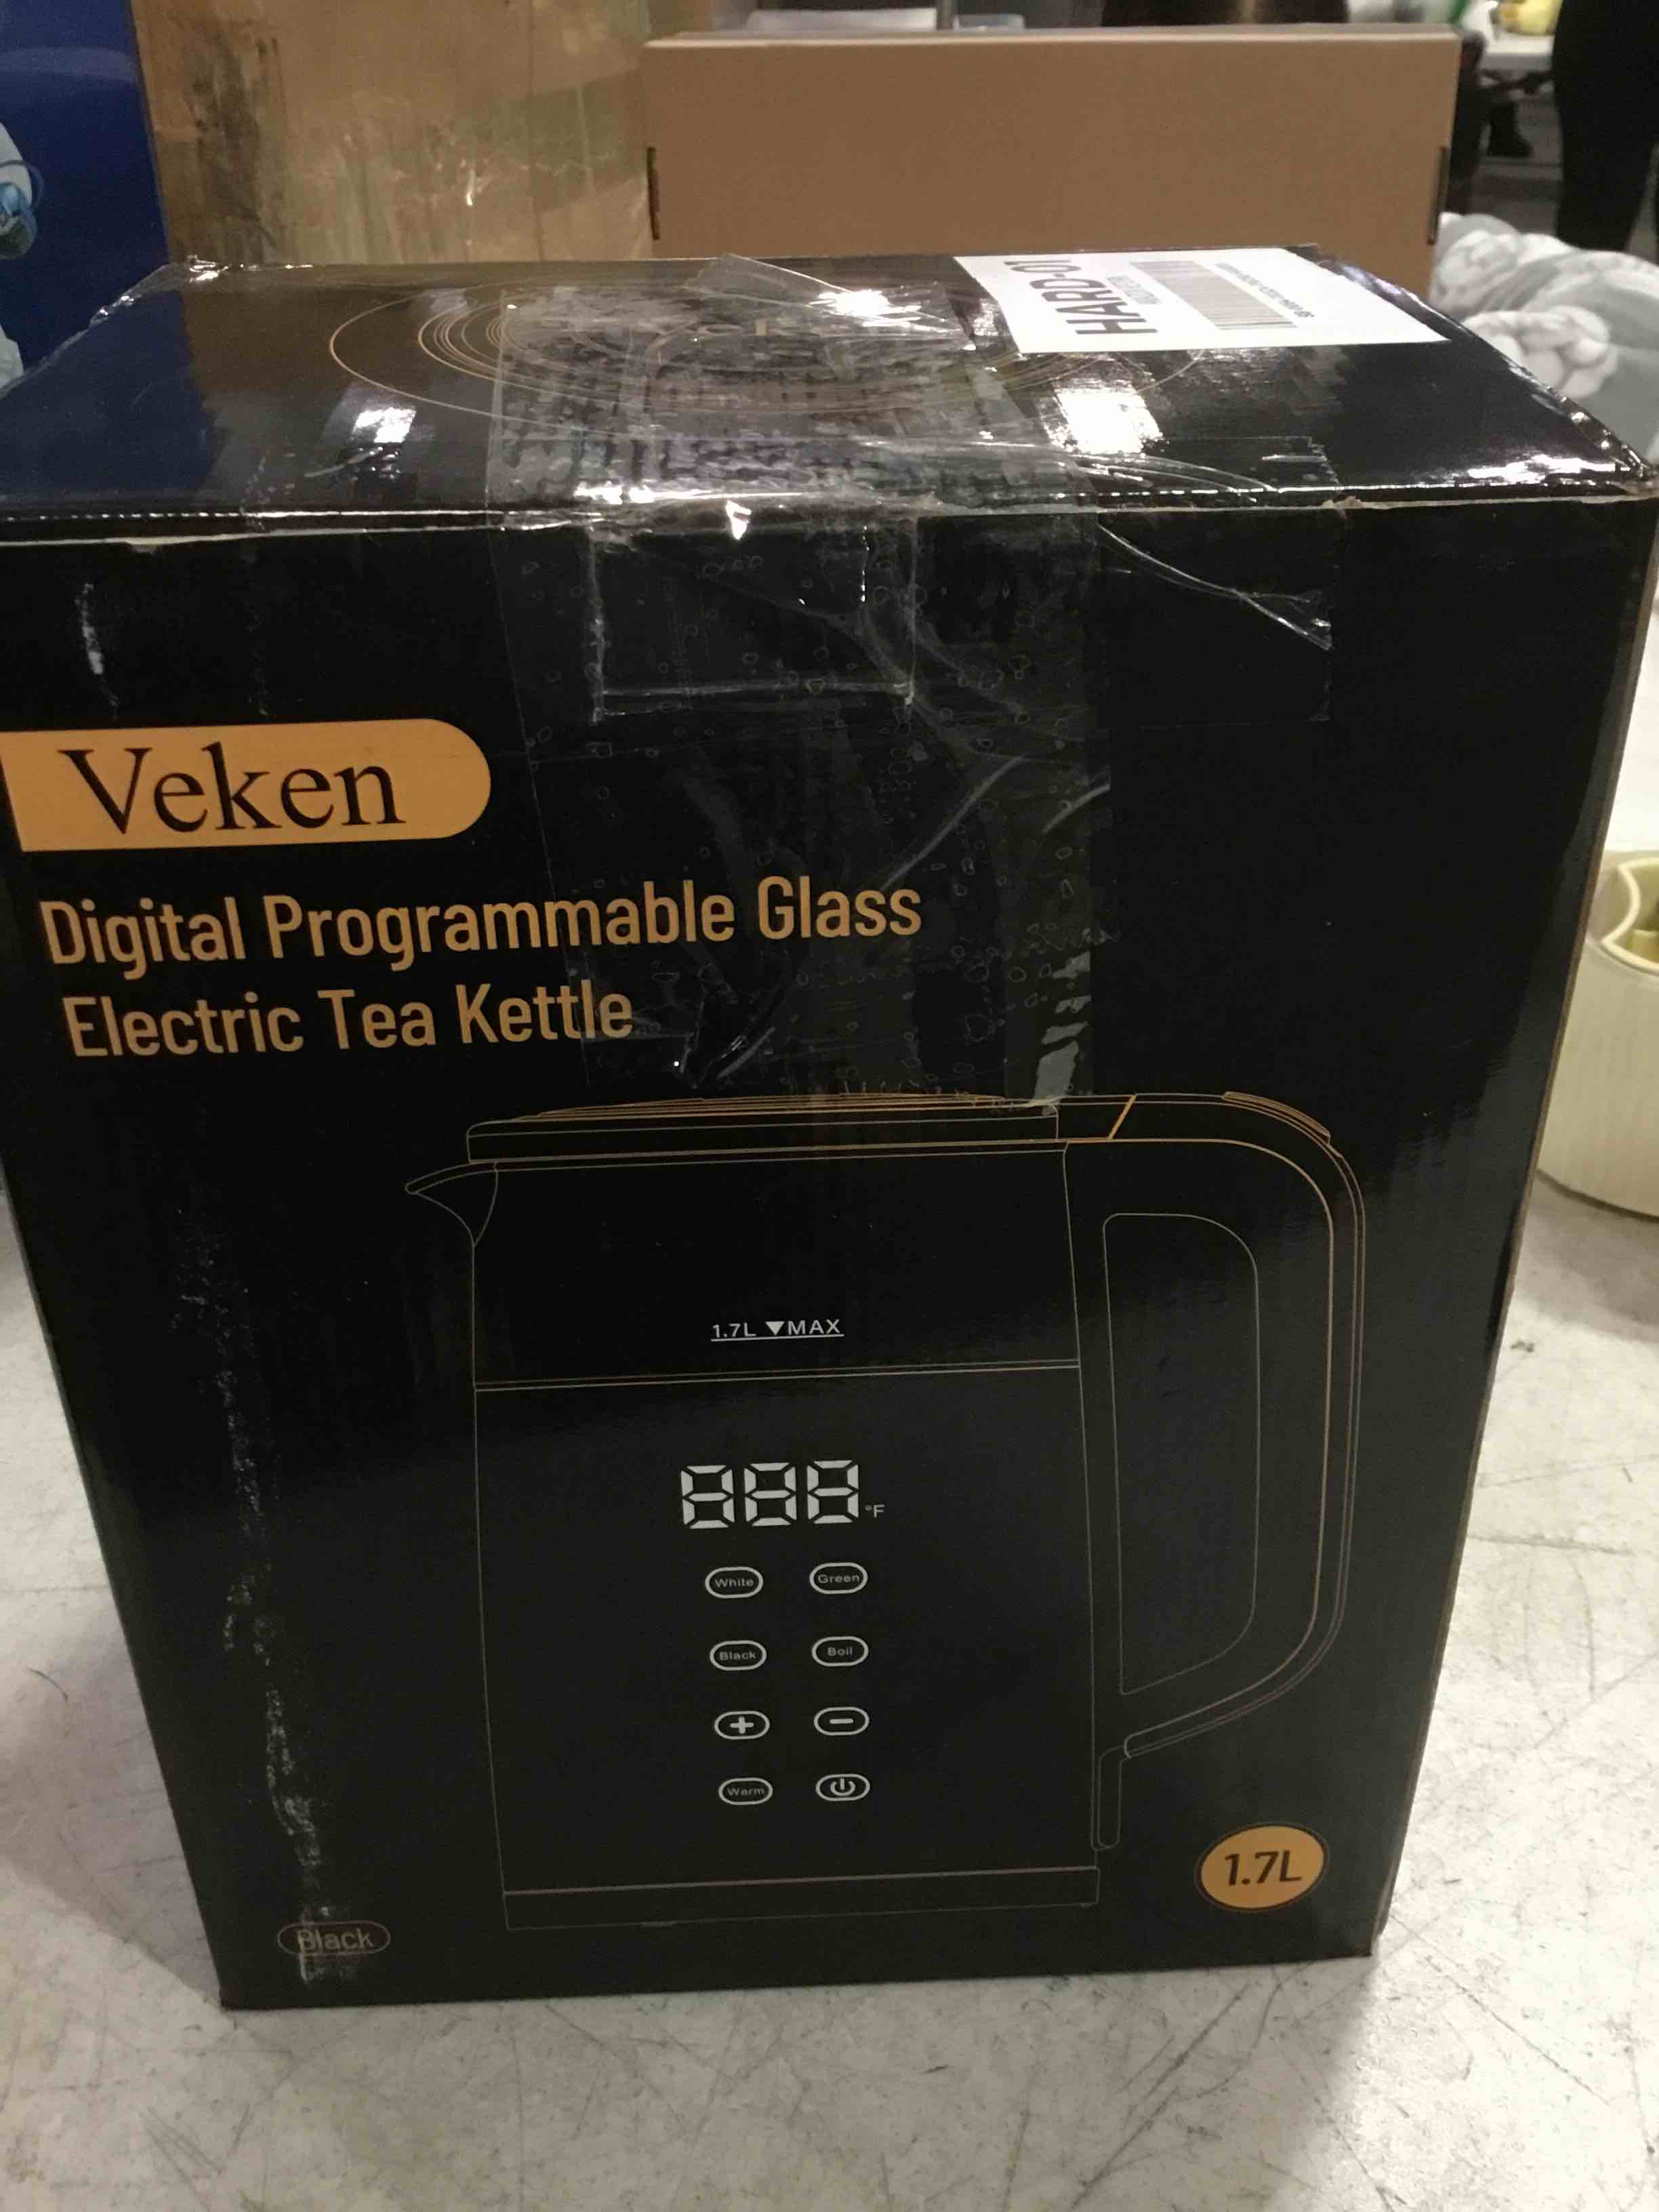 HARD-01
Veken
Digital Programmable Glass
Electric Tea Kettle
1.7L ▼MAX
888°F
White Green
Black Boil
+ −
Warm
1.7L
Black